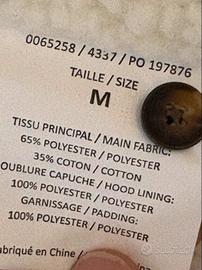 0065258 / 4337 / PO 197876
TAILLE / SIZE
M
TISSU PRINCIPAL / MAIN FABRIC:
65% POLYESTER / POLYESTER
35% COTON / COTTON
OUBLURE CAPUCHE / HOOD LINING:
100% POLYESTER / POLYESTER
GARNISSAGE / PADDING:
100% POLYESTER / POLYESTER
abriqué en Chine /